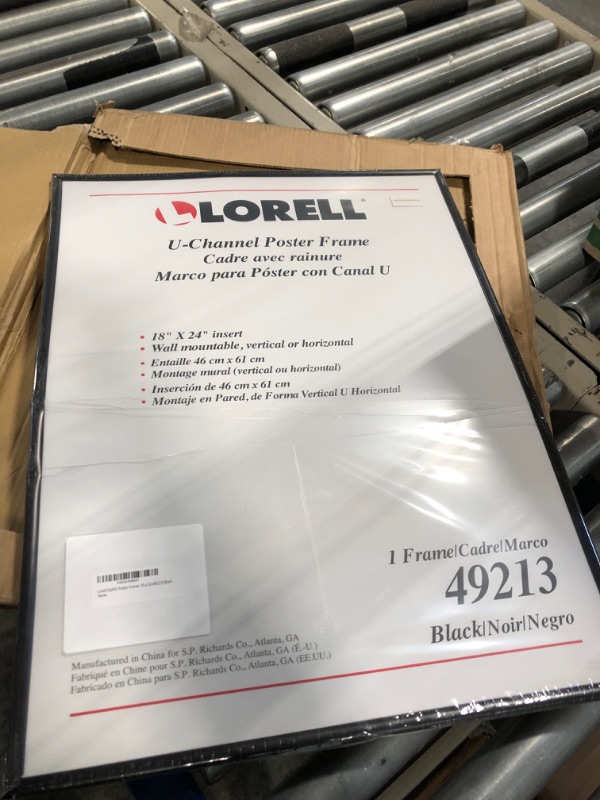 LORELL®
U-Channel Poster Frame
Cadre avec rainure
Marco para Póster con Canal U
• 18" X 24" insert
• Wall mountable, vertical or horizontal
• Entaille 46 cm x 61 cm
• Montage mural (vertical ou horizontal)
• Inserción de 46 cm x 61 cm
• Montaje en Pared, de Forma Vertical U Horizontal
1 Frame|Cadre|Marco
49213
Black|Noir|Negro
New
Manufactured in China for S.P. Richards Co., Atlanta, GA
Fabriqué en Chine pour S.P. Richards Co., Atlanta, GA (É.-U.)
Fabricado en China para S.P. Richards Co., Atlanta, GA (EE.UU.)